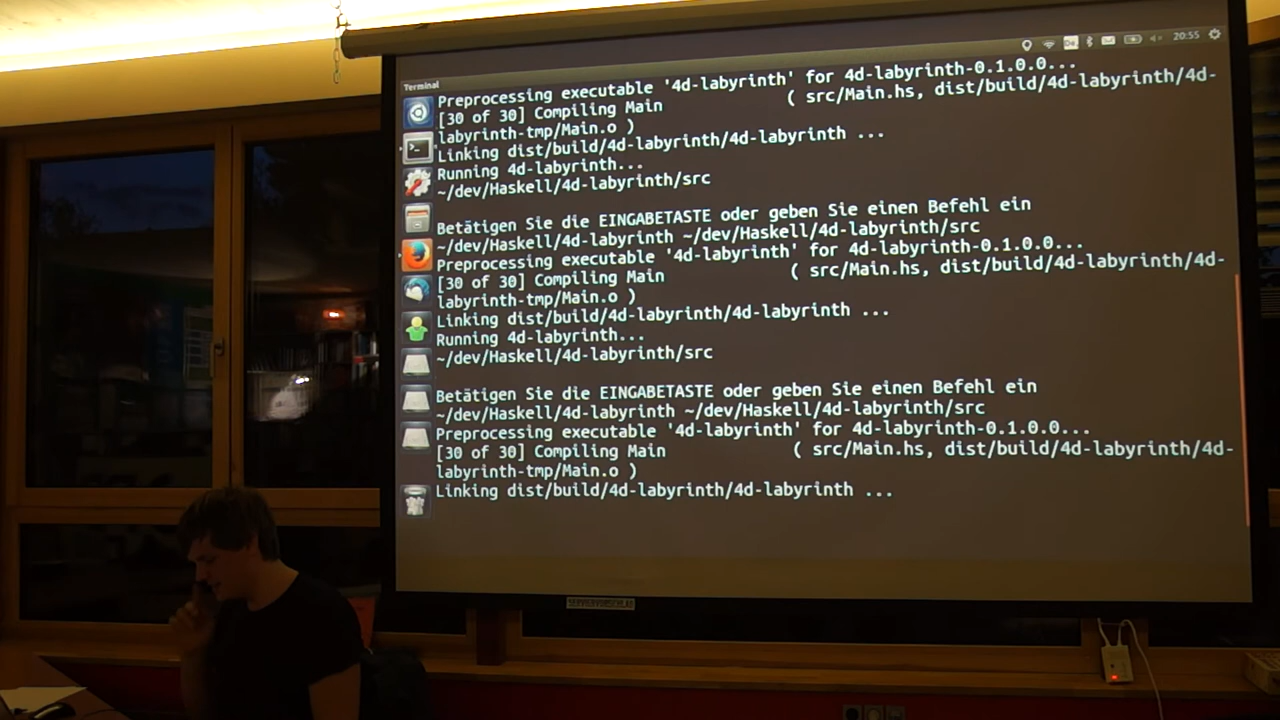 De 20:55
Terminal
Preprocessing executable '4d-labyrinth' for 4d-labyrinth-0.1.0.0...
[30 of 30] Compiling Main ( src/Main.hs, dist/build/4d-labyrinth/4d-
labyrinth-tmp/Main.o )
Linking dist/build/4d-labyrinth/4d-labyrinth ...
Running 4d-labyrinth...
~/dev/Haskell/4d-labyrinth/src
Betätigen Sie die EINGABETASTE oder geben Sie einen Befehl ein
~/dev/Haskell/4d-labyrinth ~/dev/Haskell/4d-labyrinth/src
Preprocessing executable '4d-labyrinth' for 4d-labyrinth-0.1.0.0...
[30 of 30] Compiling Main ( src/Main.hs, dist/build/4d-labyrinth/4d-
labyrinth-tmp/Main.o )
Linking dist/build/4d-labyrinth/4d-labyrinth ...
Running 4d-labyrinth...
~/dev/Haskell/4d-labyrinth/src
Betätigen Sie die EINGABETASTE oder geben Sie einen Befehl ein
~/dev/Haskell/4d-labyrinth ~/dev/Haskell/4d-labyrinth/src
Preprocessing executable '4d-labyrinth' for 4d-labyrinth-0.1.0.0...
[30 of 30] Compiling Main ( src/Main.hs, dist/build/4d-labyrinth/4d-
labyrinth-tmp/Main.o )
Linking dist/build/4d-labyrinth/4d-labyrinth ...